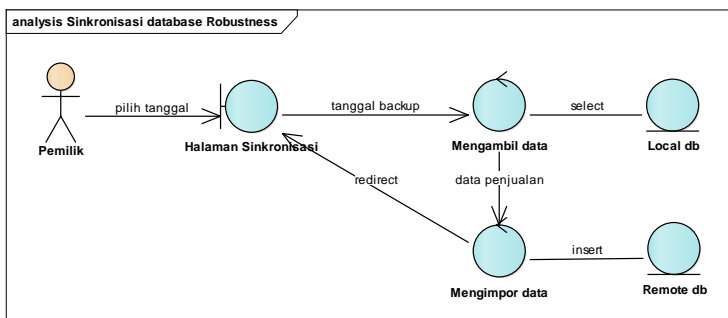 analysis Sinkronisasi database Robustness
pilih tanggal
tanggal backup
select
Pemilik
Halaman Sinkronisasi
Mengambil data
Local db
redirect
data penjualan
insert
Mengimpor data
Remote db